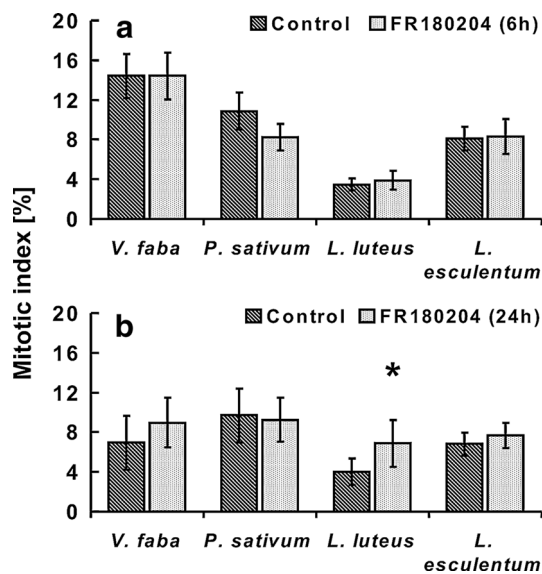 Mitotic index [%]
a
Control FR180204 (6h)
20
16
12
8
4
0
V. faba P. sativum L. luteus L. esculentum
b
Control FR180204 (24h)
20
16
12
8
4
0
*
V. faba P. sativum L. luteus L. esculentum